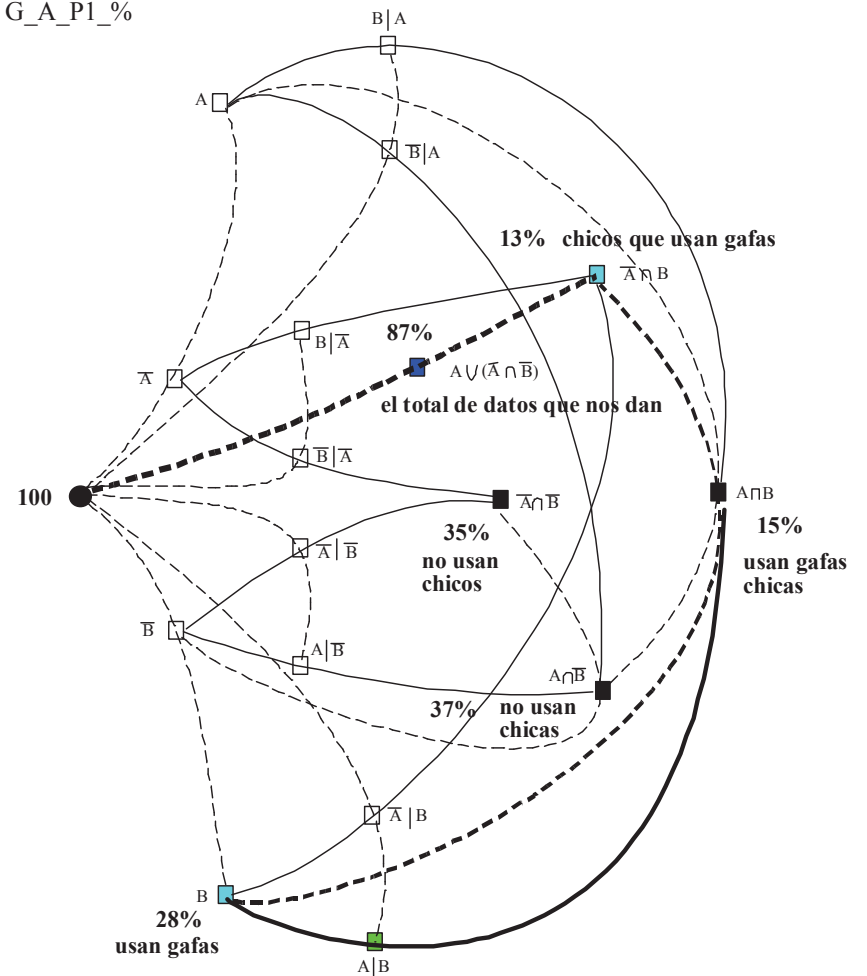 G_A_P1_%
B|A
A
B̅|A
13% chicos que usan gafas
A̅∩B
B|A̅
87%
A̅
A∪(A̅∩B̅)
el total de datos que nos dan
B̅|A̅
100
A̅∩B̅
A∩B
35%
no usan
chicos
15%
usan gafas
chicas
A̅|B̅
B̅
A|B̅
A∩B̅
37%
no usan
chicas
A̅|B
B
28%
usan gafas
A|B